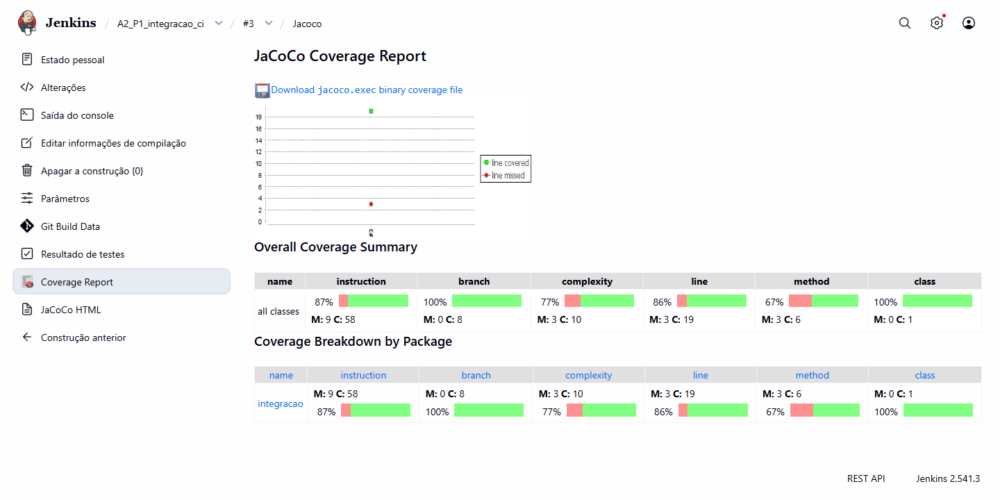 Jenkins / A2_P1_integracao_ci / #3 / Jacoco
Estado pessoal
Alterações
Saída do console
Editar informações de compilação
Apagar a construção {0}
Parâmetros
Git Build Data
Resultado de testes
Coverage Report
JaCoCo HTML
Construção anterior
JaCoCo Coverage Report
Download jacoco.exec binary coverage file
18
16
14
12
10
8
6
4
2
0
#3
line covered
line missed
Overall Coverage Summary
name instruction branch complexity line method class
all classes
87% 100% 77% 86% 67% 100%
M: 9 C: 58 M: 0 C: 8 M: 3 C: 10 M: 3 C: 19 M: 3 C: 6 M: 0 C: 1
Coverage Breakdown by Package
name instruction branch complexity line method class
integracao
M: 9 C: 58 M: 0 C: 8 M: 3 C: 10 M: 3 C: 19 M: 3 C: 6 M: 0 C: 1
87% 100% 77% 86% 67% 100%
REST API Jenkins 2.541.3